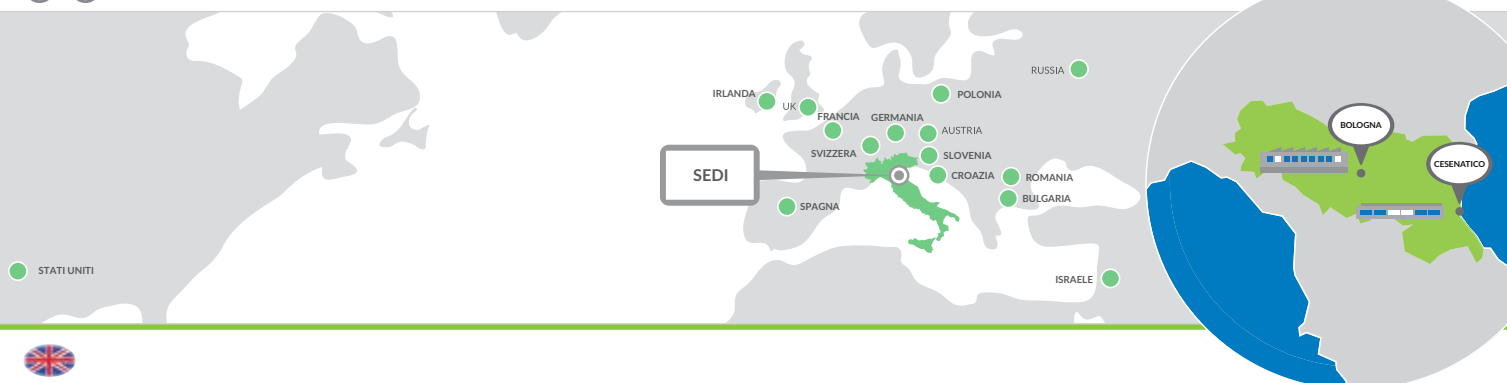 RUSSIA
IRLANDA
UK
POLONIA
FRANCIA
GERMANIA
AUSTRIA
BOLOGNA
SVIZZERA
SLOVENIA
CESENATICO
SEDI
CROAZIA
ROMANIA
BULGARIA
SPAGNA
STATI UNITI
ISRAELE